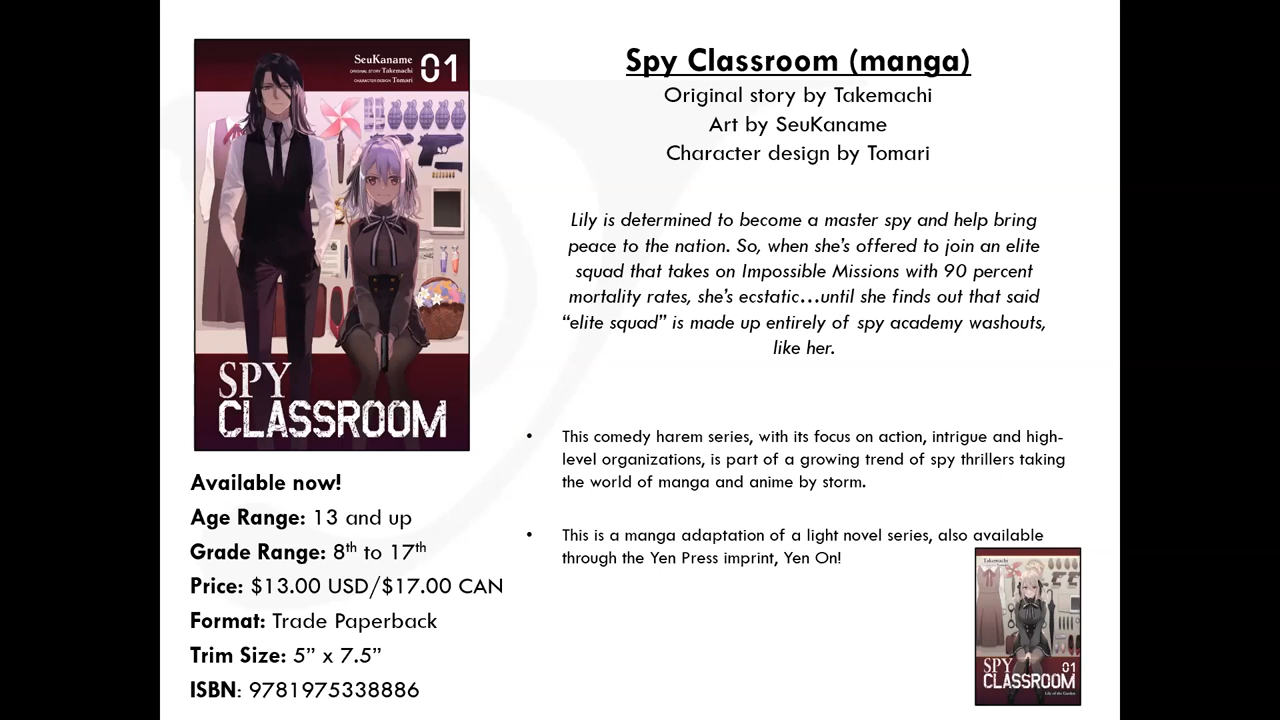 SeuKaname
ORIGINAL STORY Takemachi
CHARACTER DESIGN Tomari
01
SPY
CLASSROOM
Available now!
Age Range: 13 and up
Grade Range: 8th to 17th
Price: $13.00 USD/$17.00 CAN
Format: Trade Paperback
Trim Size: 5” x 7.5”
ISBN: 9781975338886
Spy Classroom (manga)
Original story by Takemachi
Art by SeuKaname
Character design by Tomari
Lily is determined to become a master spy and help bring
peace to the nation. So, when she’s offered to join an elite
squad that takes on Impossible Missions with 90 percent
mortality rates, she’s ecstatic…until she finds out that said
“elite squad” is made up entirely of spy academy washouts,
like her.
• This comedy harem series, with its focus on action, intrigue and high-
level organizations, is part of a growing trend of spy thrillers taking
the world of manga and anime by storm.
• This is a manga adaptation of a light novel series, also available
through the Yen Press imprint, Yen On!
Takemachi
SPY 01
CLASSROOM
Lily of the Garden